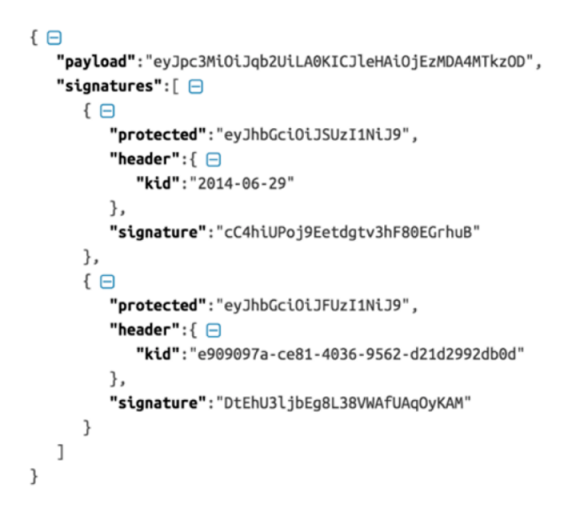 {
"payload":"eyJpc3MiOiJqb2UiLA0KICJleHAiOjEzMDA4MTkzOD",
"signatures":[
{
"protected":"eyJhbGciOiJSUzI1NiJ9",
"header":{
"kid":"2014-06-29"
},
"signature":"cC4hiUPoj9Eetdgtv3hF80EGrhuB"
},
{
"protected":"eyJhbGciOiJFUzI1NiJ9",
"header":{
"kid":"e909097a-ce81-4036-9562-d21d2992db0d"
},
"signature":"DtEhU3ljbEg8L38VWAfUAqOyKAM"
}
]
}